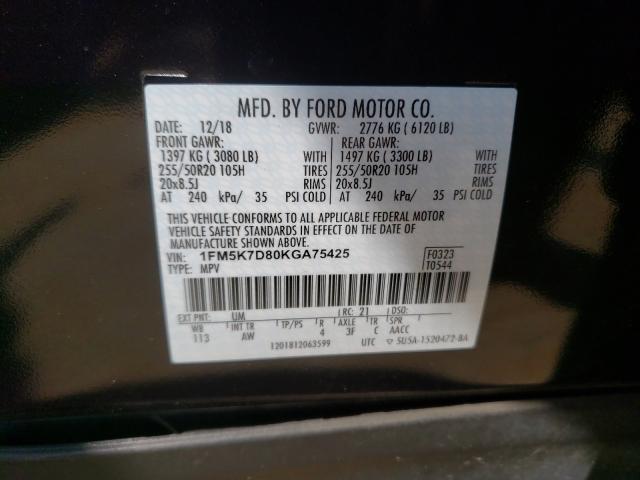 MFD. BY FORD MOTOR CO.
DATE: 12/18 GVWR: 2776 KG ( 6120 LB)
FRONT GAWR: REAR GAWR:
1397 KG ( 3080 LB) WITH 1497 KG ( 3300 LB) WITH
255/50R20 105H TIRES 255/50R20 105H TIRES
20x8.5J RIMS 20x8.5J RIMS
AT 240 kPa/ 35 PSI COLD AT 240 kPa/ 35 PSI COLD
THIS VEHICLE CONFORMS TO ALL APPLICABLE FEDERAL MOTOR
VEHICLE SAFETY STANDARDS IN EFFECT ON THE DATE OF
MANUFACTURE SHOWN ABOVE.
VIN: 1FM5K7D80KGA75425 F0323
TYPE: MPV T0544
EXT PNT: UM RC: 21 DSO:
WB INT TR TP/PS R AXLE TR SPR
113 AW 4 3F C AACC
1201812063599 UTC ▽ 5U5A-1520472-BA